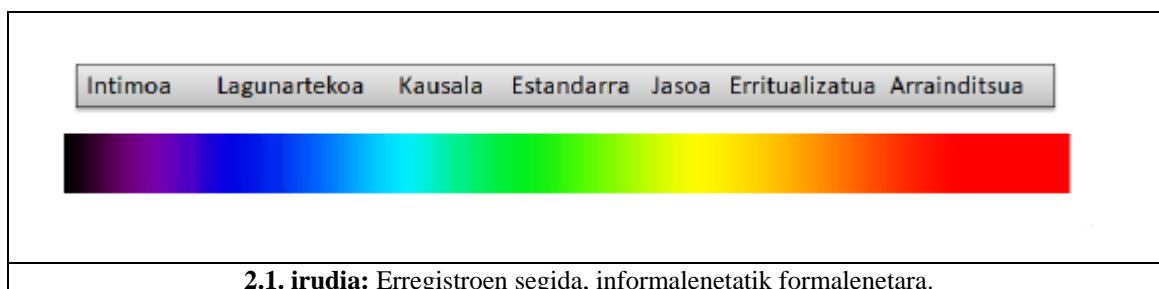 Intimoa Lagunartekoa Kausala Estandarra Jasoa Erritualizatua Arrainditsua
2.1. irudia: Erregistroen segida, informalenetatik formalenetara.